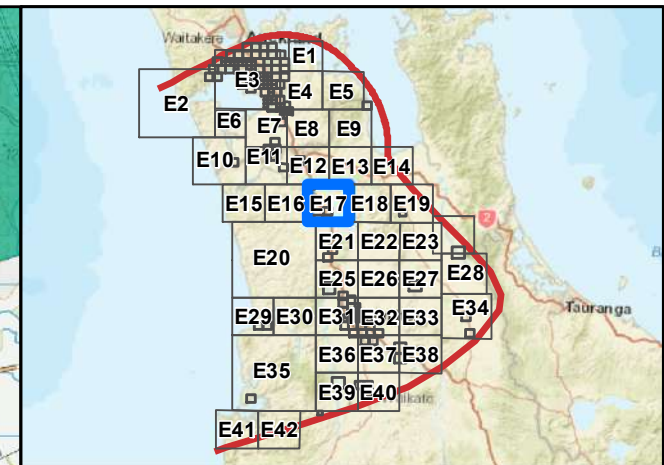 Waitakere
E1
E2 E3 E4 E5
E6 E7 E8 E9
E10 E11 E12 E13 E14
E15 E16 E17 E18 E19
2
E20 E21 E22 E23
E25 E26 E27 E28
E29 E30 E31 E32 E33 E34
Tauranga
E35 E36 E37 E38
E39 E40
E41 E42